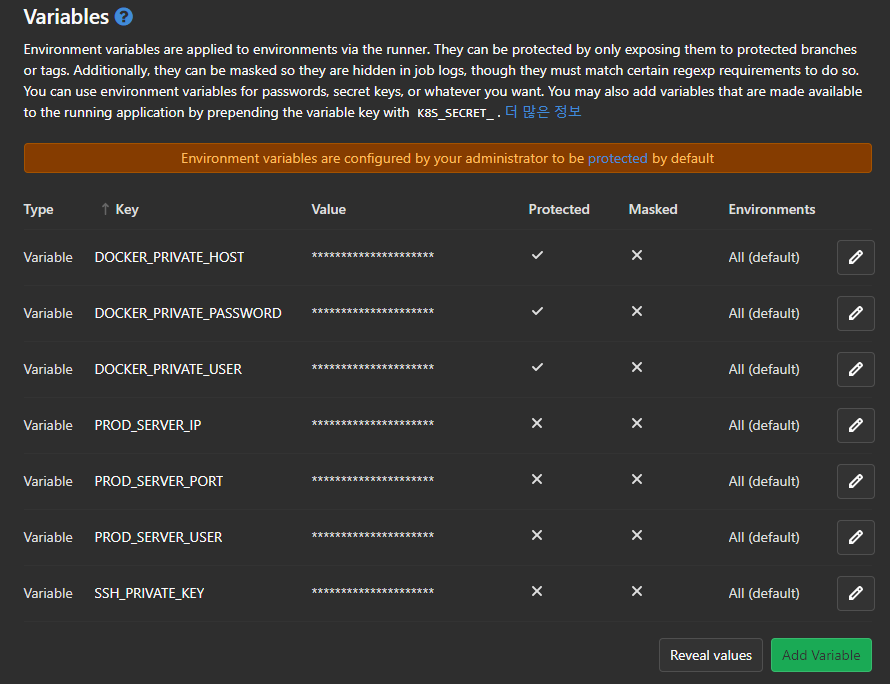 Variables
Environment variables are applied to environments via the runner. They can be protected by only exposing them to protected branches
or tags. Additionally, they can be masked so they are hidden in job logs, though they must match certain regexp requirements to do so.
You can use environment variables for passwords, secret keys, or whatever you want. You may also add variables that are made available
to the running application by prepending the variable key with K8S_SECRET_ . 더 많은 정보
Environment variables are configured by your administrator to be protected by default
Type ↑ Key Value Protected Masked Environments
Variable DOCKER_PRIVATE_HOST ********************* All (default)
Variable DOCKER_PRIVATE_PASSWORD ********************* All (default)
Variable DOCKER_PRIVATE_USER ********************* All (default)
Variable PROD_SERVER_IP ********************* All (default)
Variable PROD_SERVER_PORT ********************* All (default)
Variable PROD_SERVER_USER ********************* All (default)
Variable SSH_PRIVATE_KEY ********************* All (default)
Reveal values Add Variable